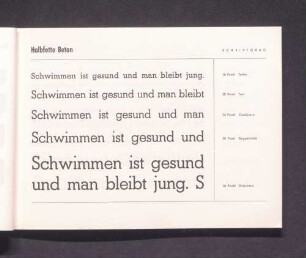 Halbfette Beton
Schwimmen ist gesund und man bleibt jung.
Schwimmen ist gesund und man bleibt
Schwimmen ist gesund und man
Schwimmen ist gesund und
Schwimmen ist gesund
und man bleibt jung. S